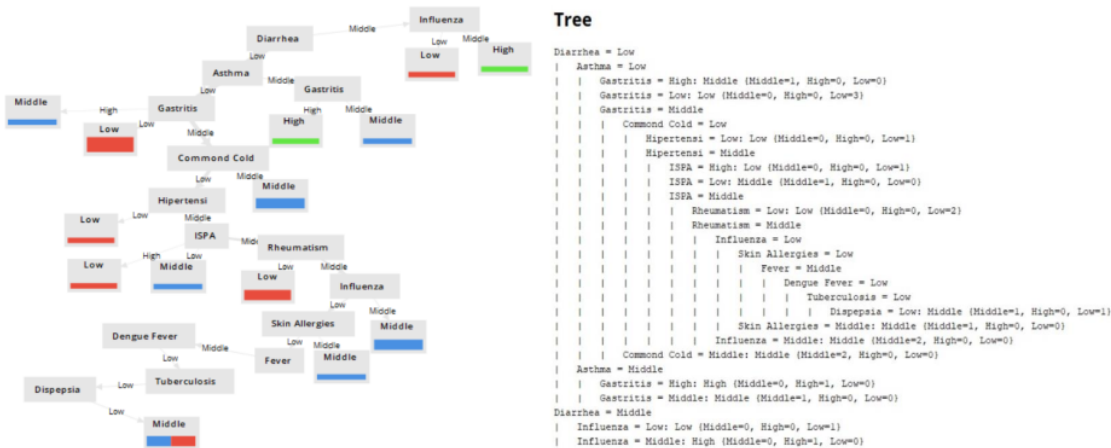 Influenza
Middle
Diarrhea
Low
Middle
Low
High
Low
Asthma
Middle
Gastritis
Low
Middle
High
Gastritis
High
Middle
Low
Low
Middle
High
Middle
Commond Cold
Low
Middle
Middle
Hipertensi
Low
Low
Middle
ISPA
Midd
Rheumatism
High
Low
Low
Middle
Low
Middle
Low
Influenza
Low
Middle
Skin Allergies
Middle
Dengue Fever
Low
Middle
Middle
Fever
Middle
Low
Tuberculosis
Low
Dispepsia
Low
Middle
Tree
Diarrhea = Low
| Asthma = Low
| | Gastritis = High: Middle {Middle=1, High=0, Low=0}
| | Gastritis = Low: Low {Middle=0, High=0, Low=3}
| | Gastritis = Middle
| | | Commond Cold = Low
| | | | Hipertensi = Low: Low {Middle=0, High=0, Low=1}
| | | | Hipertensi = Middle
| | | | | ISPA = High: Low {Middle=0, High=0, Low=1}
| | | | | ISPA = Low: Middle {Middle=1, High=0, Low=0}
| | | | | ISPA = Middle
| | | | | | Rheumatism = Low: Low {Middle=0, High=0, Low=2}
| | | | | | Rheumatism = Middle
| | | | | | | Influenza = Low
| | | | | | | | Skin Allergies = Low
| | | | | | | | | Fever = Middle
| | | | | | | | | | Dengue Fever = Low
| | | | | | | | | | | Tuberculosis = Low
| | | | | | | | | | | | Dispepsia = Low: Middle {Middle=1, High=0, Low=1}
| | | | | | | | Skin Allergies = Middle: Middle {Middle=1, High=0, Low=0}
| | | | | | | Influenza = Middle: Middle {Middle=2, High=0, Low=0}
| | | Commond Cold = Middle: Middle {Middle=2, High=0, Low=0}
| Asthma = Middle
| | Gastritis = High: High {Middle=0, High=1, Low=0}
| | Gastritis = Middle: Middle {Middle=1, High=0, Low=0}
Diarrhea = Middle
| Influenza = Low: Low {Middle=0, High=0, Low=1}
| Influenza = Middle: High {Middle=0, High=1, Low=0}